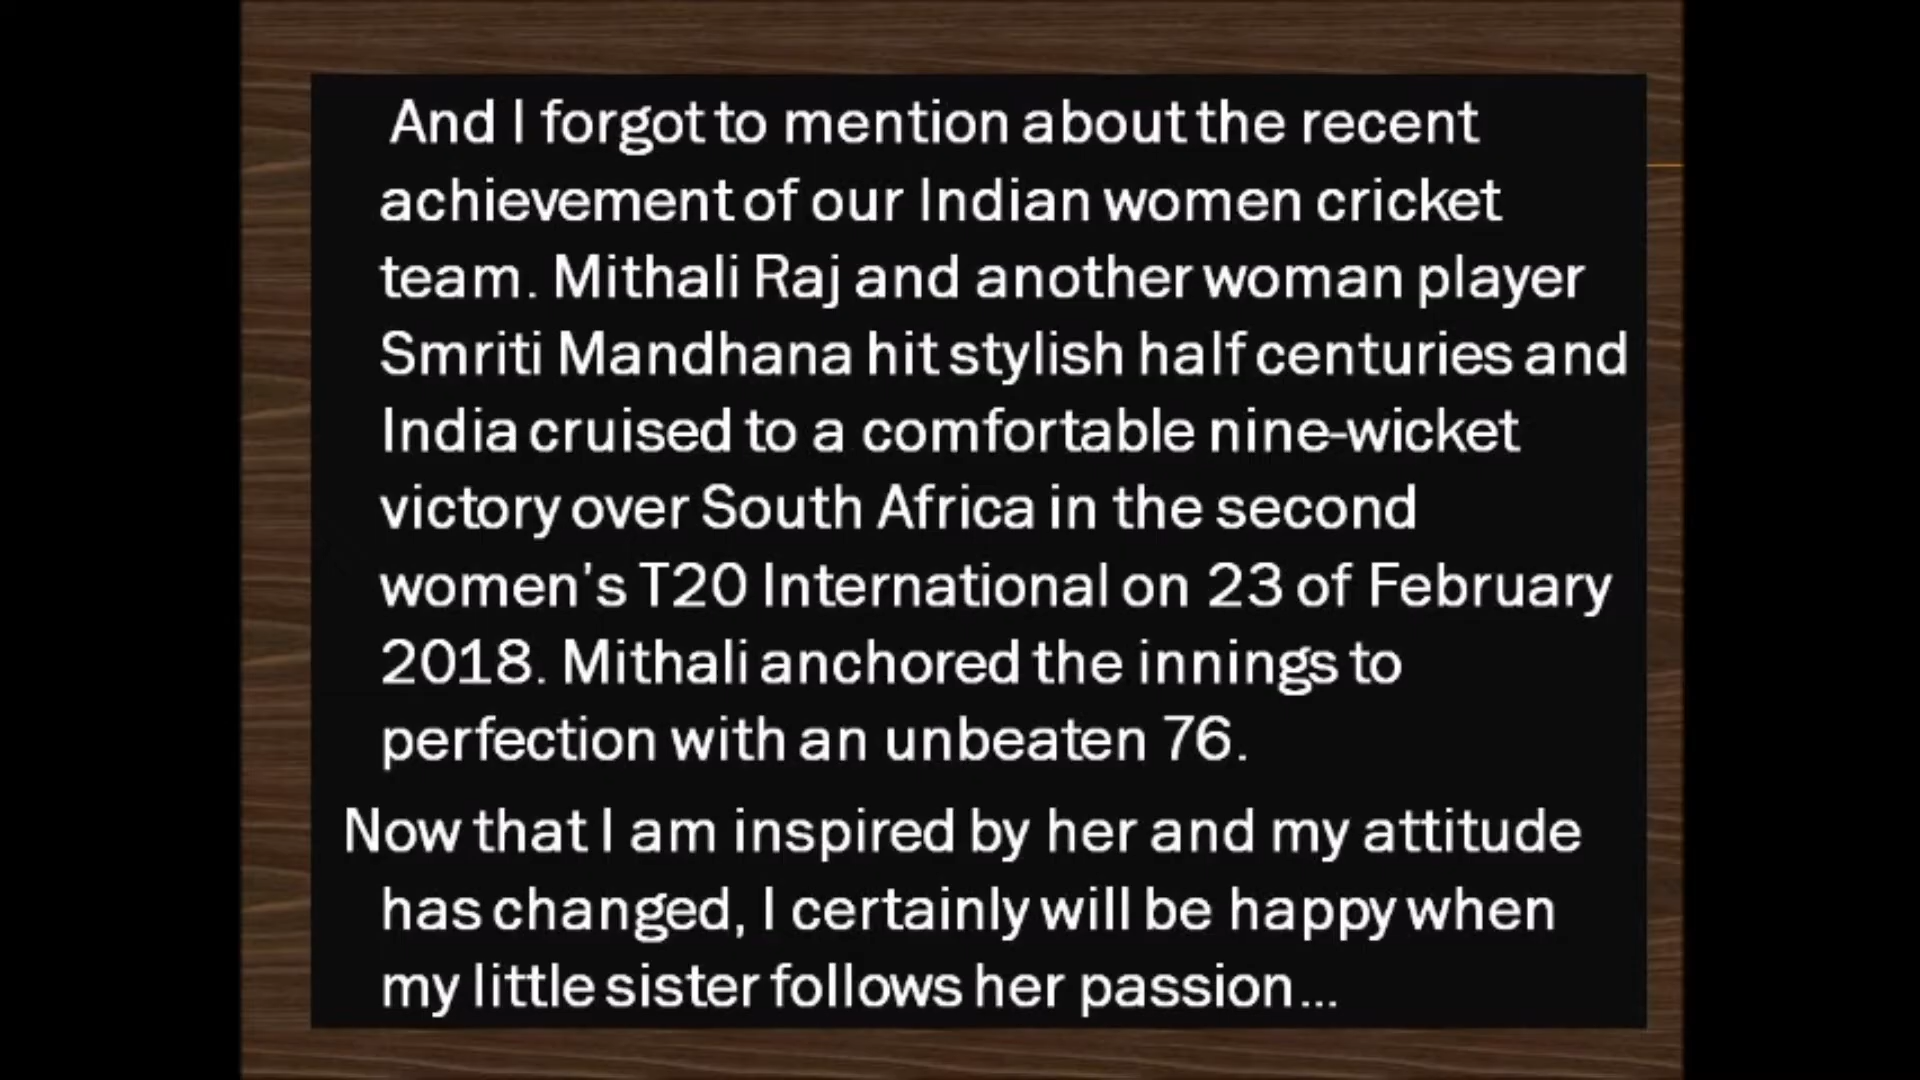 And I forgot to mention about the recent
achievement of our Indian women cricket
team. Mithali Raj and another woman player
Smriti Mandhana hit stylish half centuries and
India cruised to a comfortable nine-wicket
victory over South Africa in the second
women's T20 International on 23 of February
2018. Mithali anchored the innings to
perfection with an unbeaten 76.
Now that I am inspired by her and my attitude
has changed, I certainly will be happy when
my little sister follows her passion...